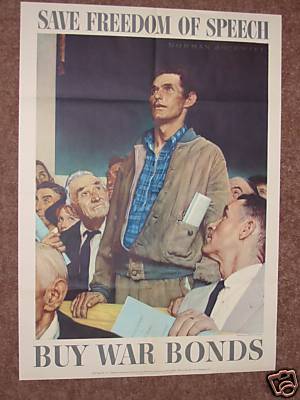 SAVE FREEDOM OF SPEECH
NORMAN ROCKWELL
BUY WAR BONDS